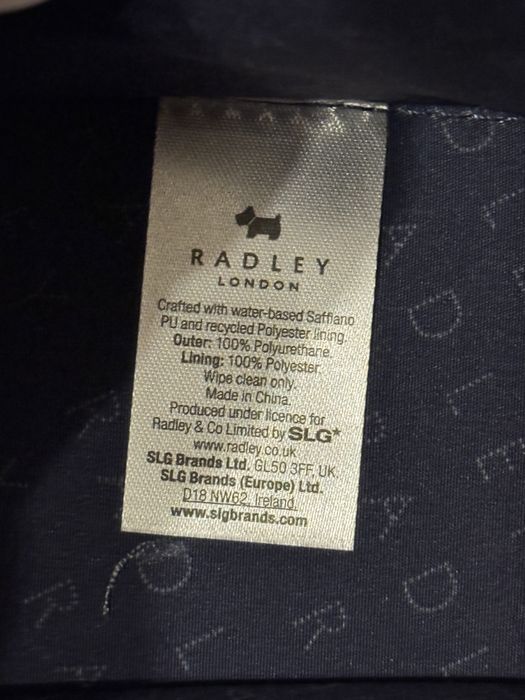 RADLEY
LONDON
Crafted with water-based Saffiano
PU and recycled Polyester lining.
Outer: 100% Polyurethane.
Lining: 100% Polyester.
Wipe clean only.
Made in China.
Produced under licence for
Radley & Co Limited by SLG*
www.radley.co.uk
SLG Brands Ltd. GL50 3FF, UK.
SLG Brands (Europe) Ltd.
D18 NW62, Ireland.
www.slgbrands.com